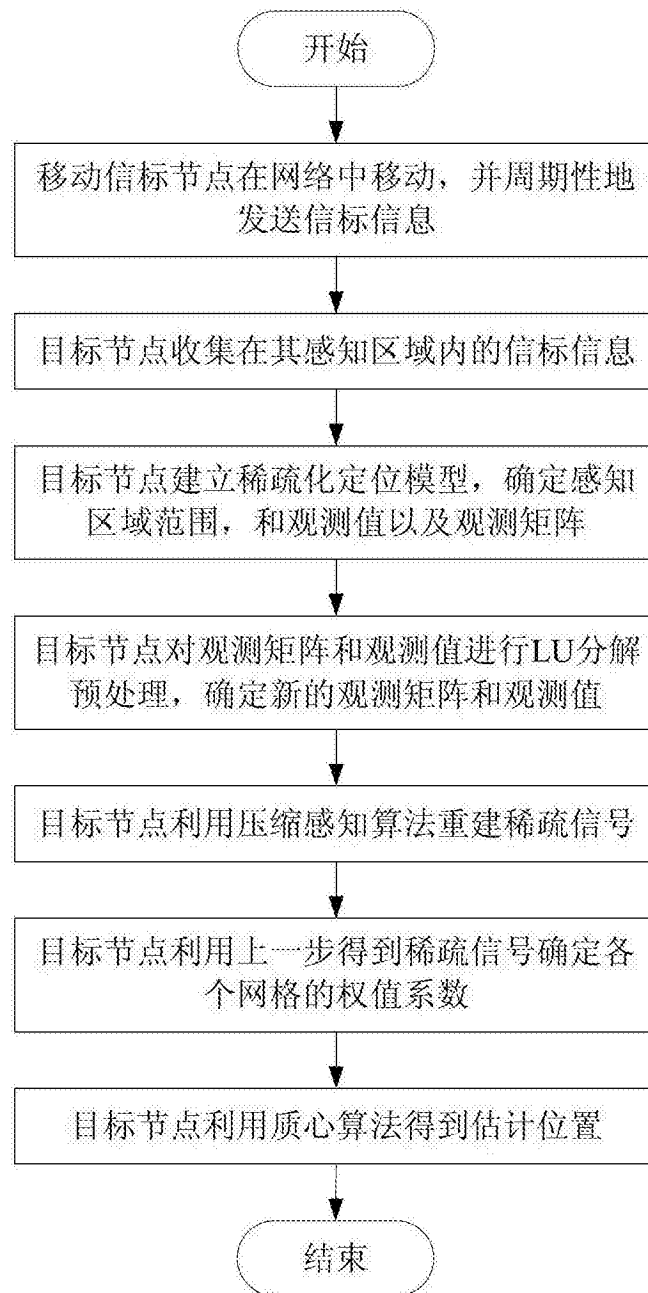 开始
移动信标节点在网络中移动，并周期性地
发送信标信息
目标节点收集在其感知区域内的信标信息
目标节点建立稀疏化定位模型，确定感知
区域范围，和观测值以及观测矩阵
目标节点对观测矩阵和观测值进行LU分解
预处理，确定新的观测矩阵和观测值
目标节点利用压缩感知算法重建稀疏信号
目标节点利用上一步得到稀疏信号确定各
个网格的权值系数
目标节点利用质心算法得到估计位置
结束